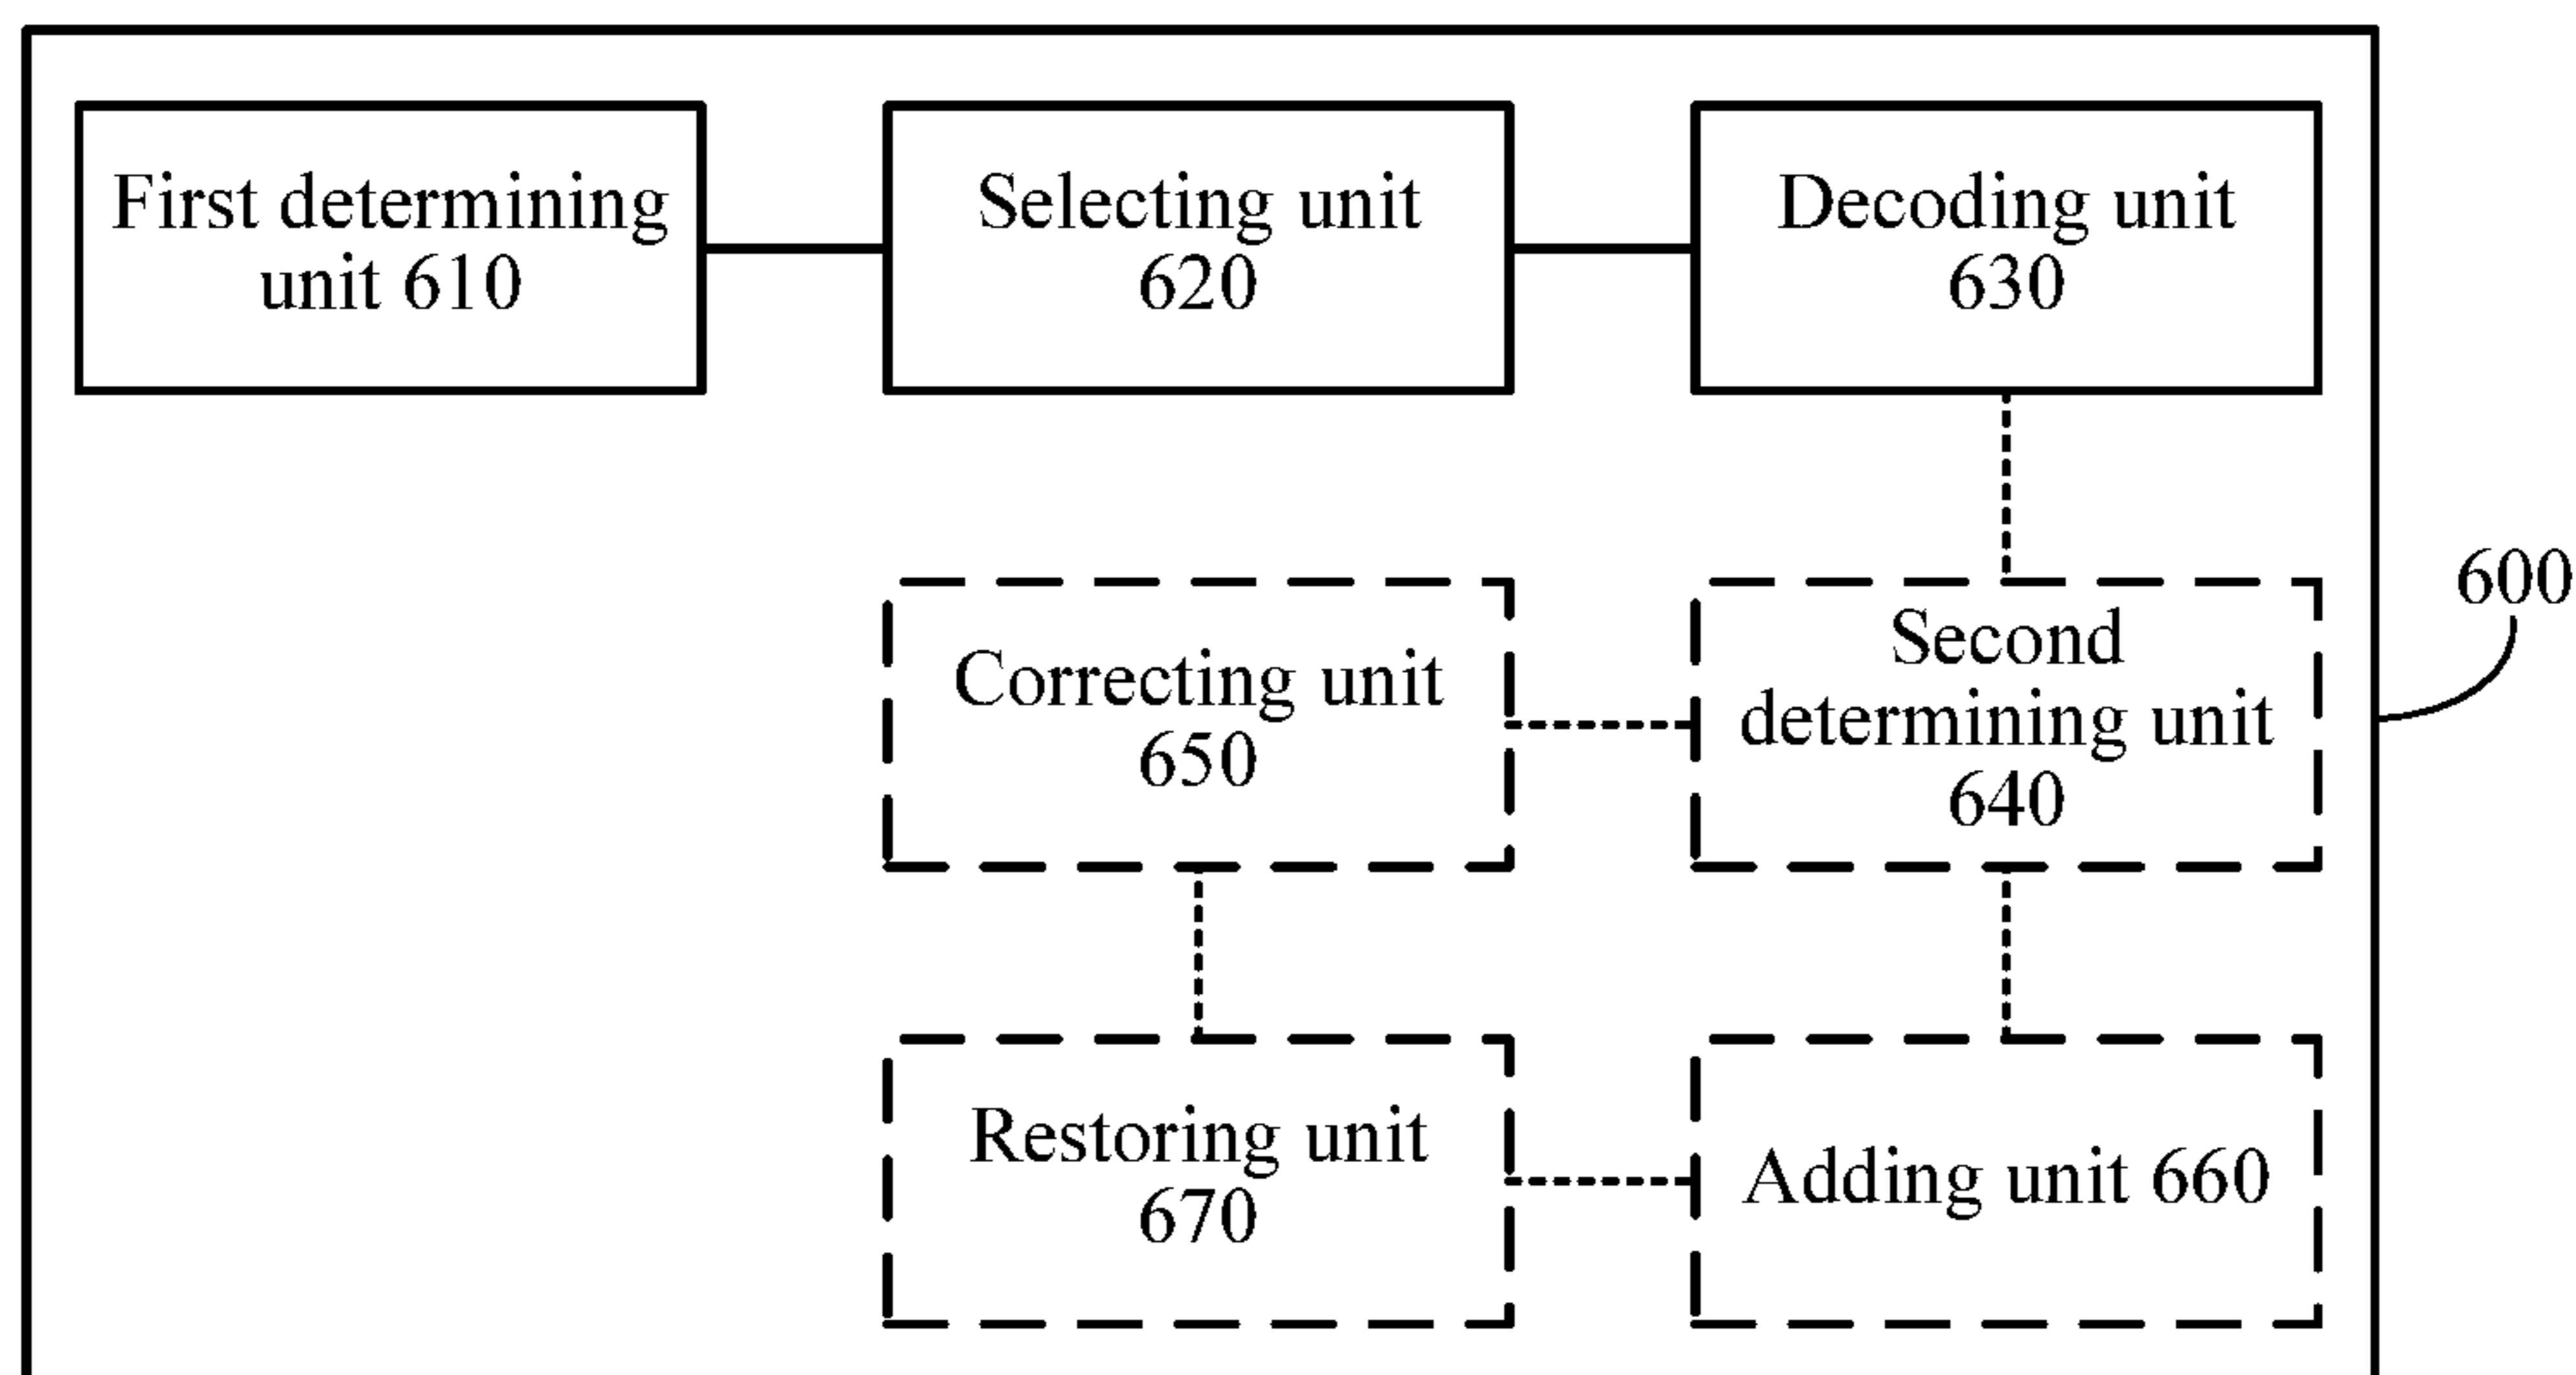 First determining
unit 610
Selecting unit
620
Decoding unit
630
Correcting unit
650
Second
determining unit
640
600
Restoring unit
670
Adding unit 660